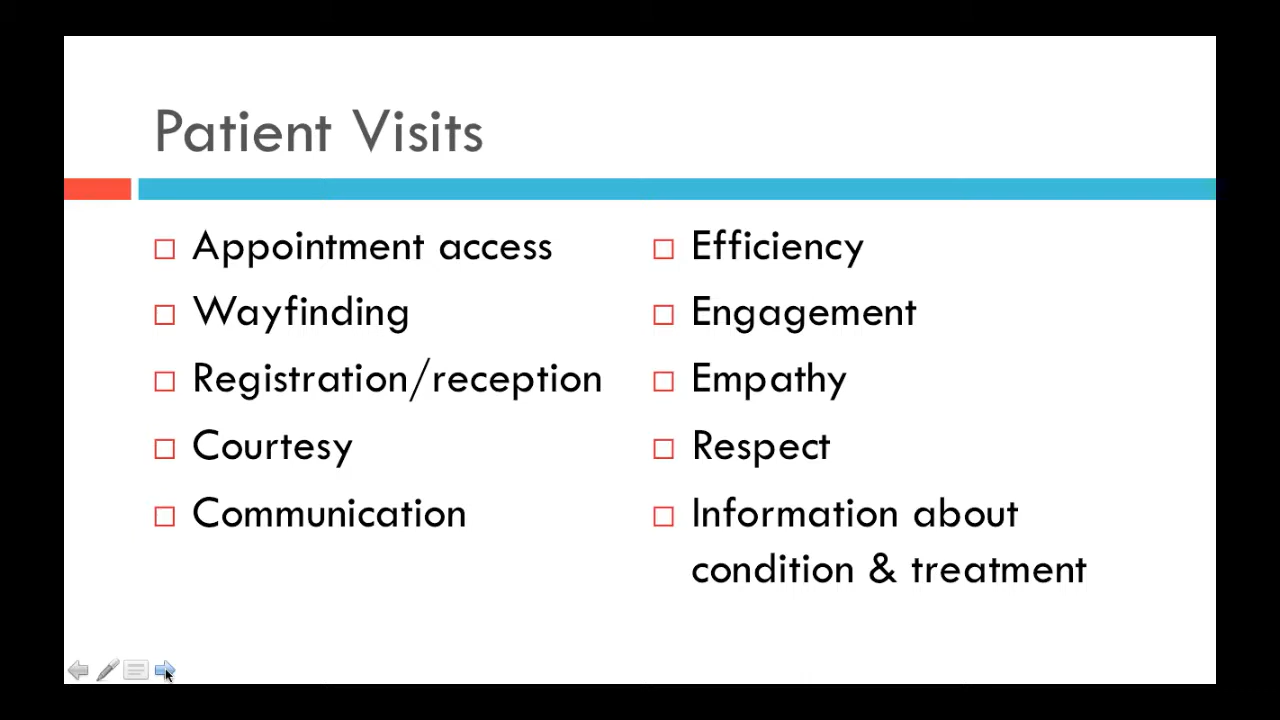 Patient Visits
Appointment access
Wayfinding
Registration/reception
Courtesy
Communication
Efficiency
Engagement
Empathy
Respect
Information about
condition & treatment